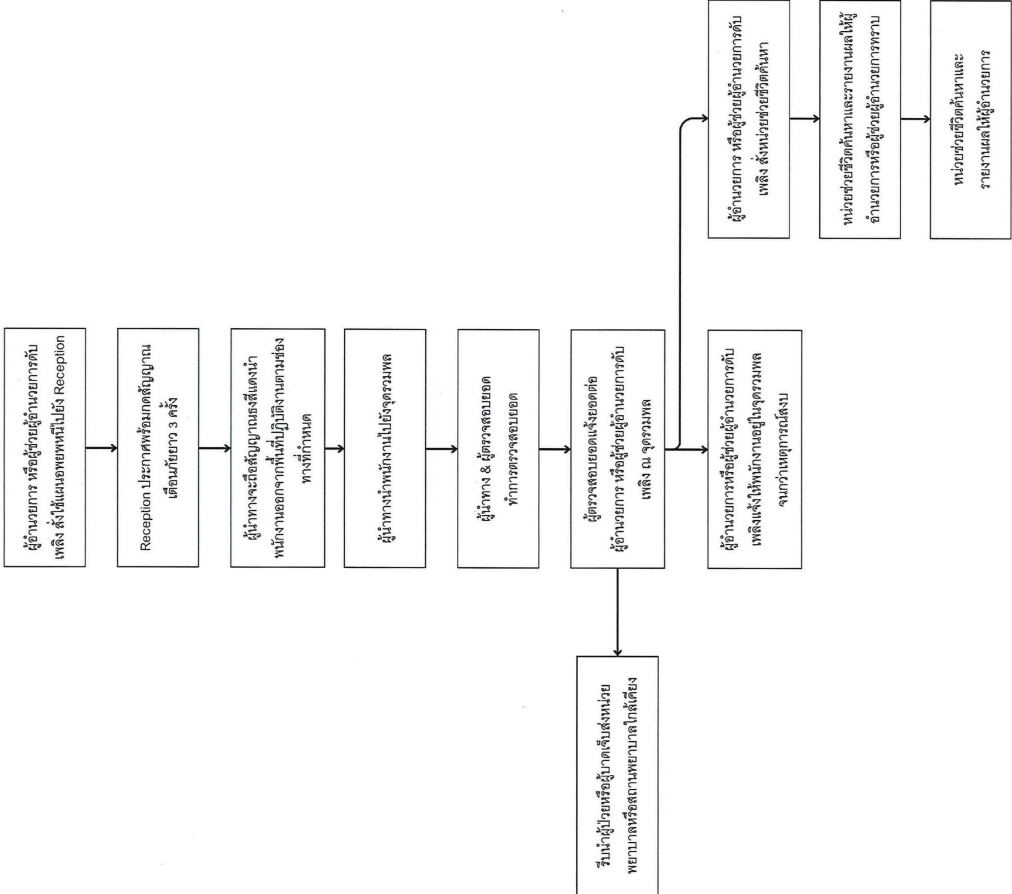 ผู้อำนวยการ หรือผู้ช่วยผู้อำนวยการดับ
เพลิง สั่งใช้แผนอพยพหนีไปยัง Reception
Reception ประกาศพร้อมกดสัญญาณ
เตือนภัยยาว 3 ครั้ง
ผู้นำทางจะถือสัญญาณธงสีแดงนำ
พนักงานออกจากพื้นที่ปฏิบัติงานตามช่อง
ทางที่กำหนด
ผู้นำทางนำพนักงานไปยังจุดรวมพล
ผู้นำทาง & ผู้ตรวจสอบยอด
ทำการตรวจสอบยอด
ผู้ตรวจสอบยอดแจ้งยอดต่อ
ผู้อำนวยการ หรือผู้ช่วยผู้อำนวยการดับ
เพลิง ณ จุดรวมพล
รีบนำผู้ป่วยหรือผู้บาดเจ็บส่งหน่วย
พยาบาลหรือสถานพยาบาลใกล้เคียง
ผู้อำนวยการหรือผู้ช่วยผู้อำนวยการดับ
เพลิงแจ้งให้พนักงานอยู่ในจุดรวมพล
จนกว่าเหตุการณ์สงบ
ผู้อำนวยการ หรือผู้ช่วยผู้อำนวยการดับ
เพลิง สั่งหน่วยช่วยชีวิตค้นหา
หน่วยช่วยชีวิตค้นหาและรายงานผลให้ผู้
อำนวยการหรือผู้ช่วยผู้อำนวยการทราบ
หน่วยช่วยชีวิตค้นหาและ
รายงานผลให้ผู้อำนวยการ